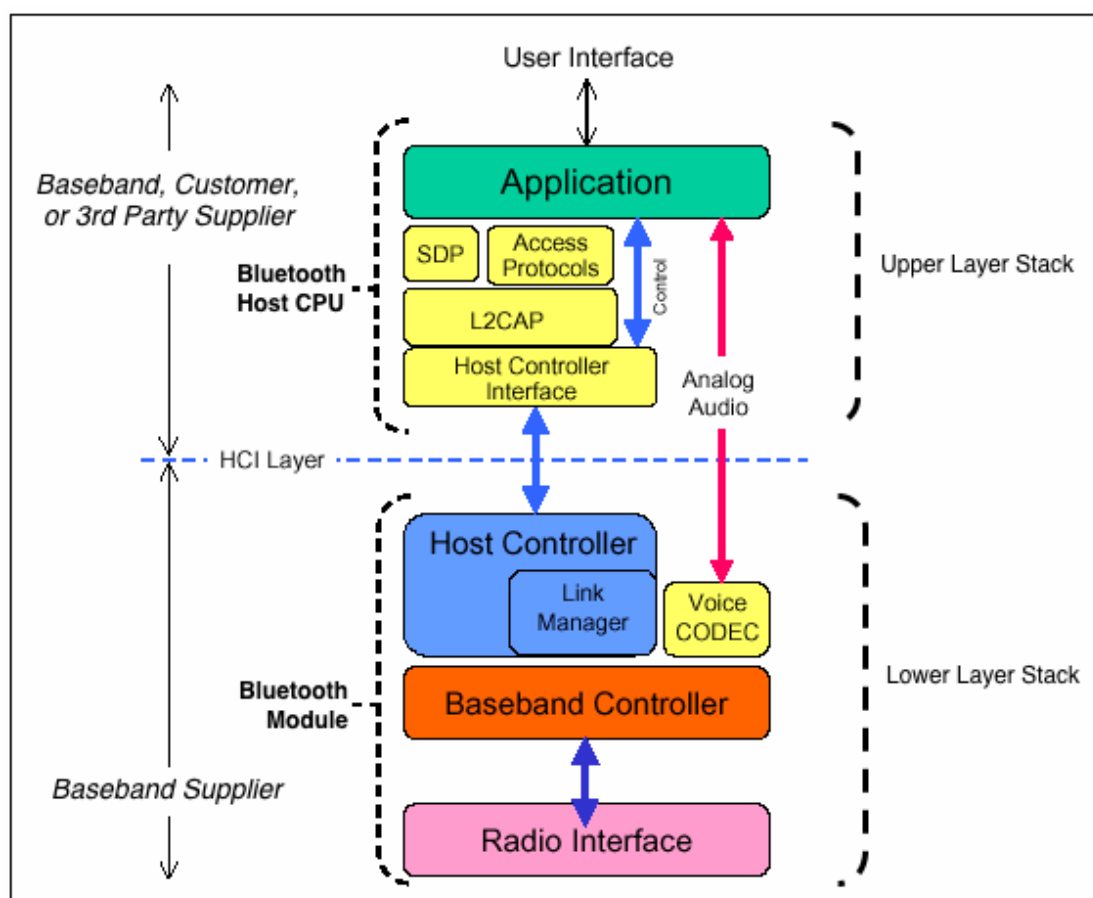 User Interface
Baseband, Customer,
or 3rd Party Supplier
Application
SDP
Access
Protocols
Control
Bluetooth
Host CPU
Upper Layer Stack
L2CAP
Host Controller
Interface
Analog
Audio
HCI Layer
Host Controller
Link
Manager
Voice
CODEC
Bluetooth
Module
Lower Layer Stack
Baseband Controller
Baseband Supplier
Radio Interface